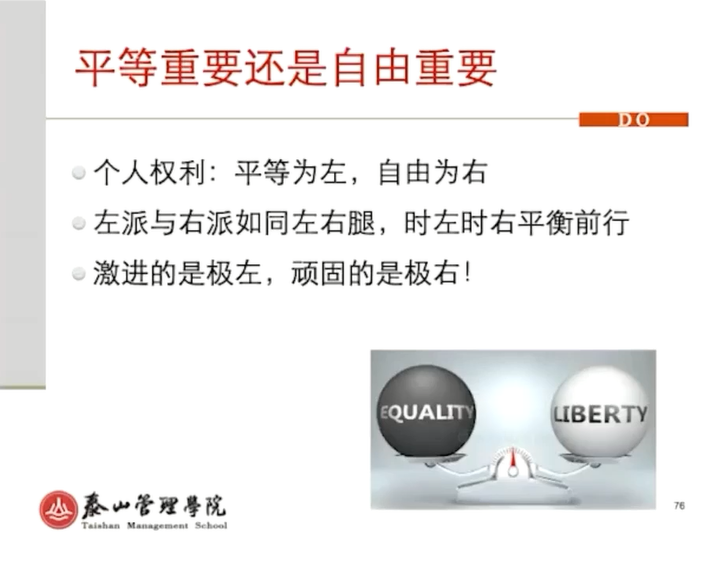 平等重要还是自由重要
DO
个人权利：平等为左，自由为右
左派与右派如同左右腿，时左时右平衡前行
激进的是极左，顽固的是极右！
EQUALITY
LIBERTY
泰山管理學院
Taishan Management School
76